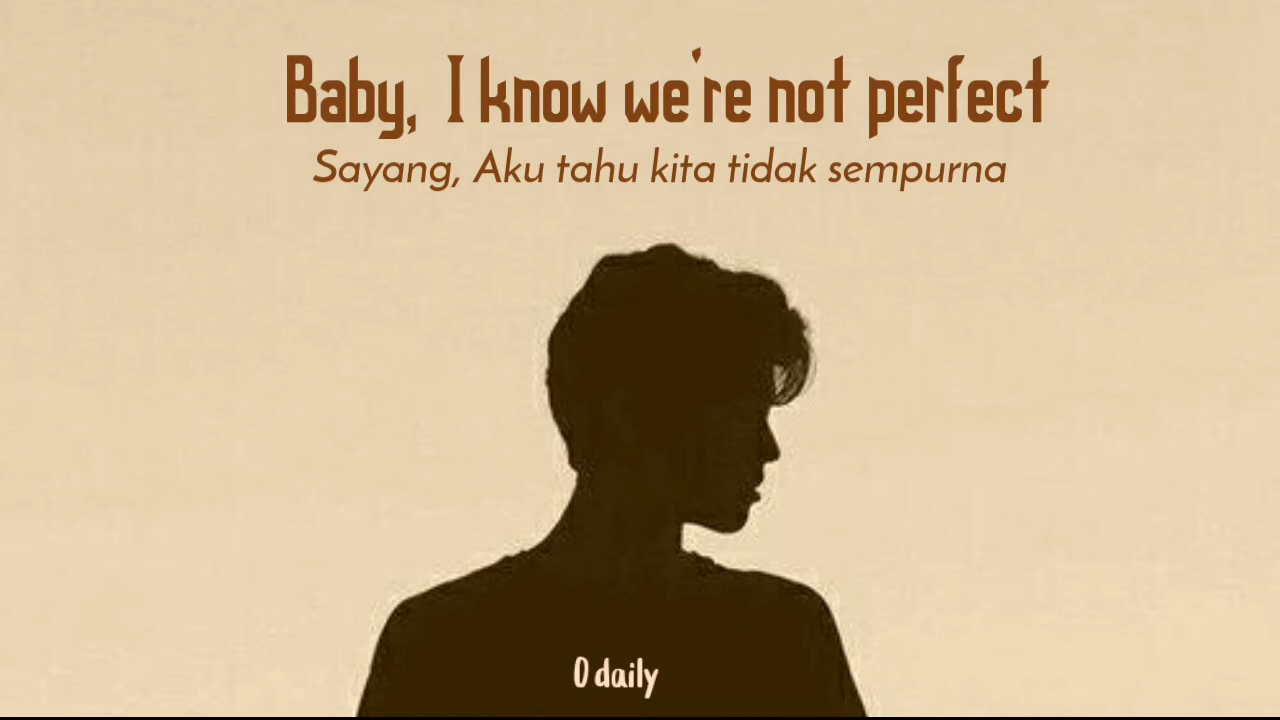 Baby, I know we're not perfect
Sayang, Aku tahu kita tidak sempurna
O daily